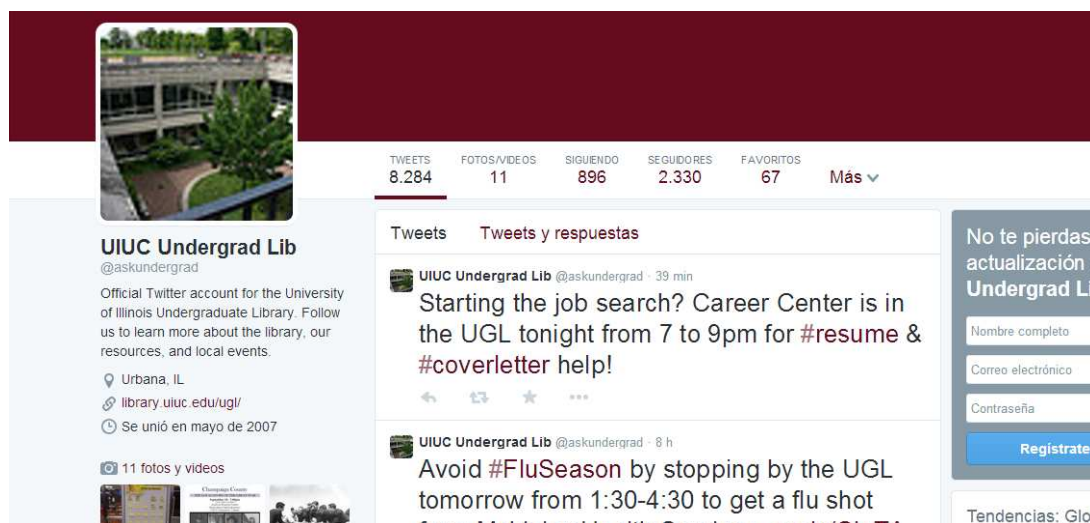 TWEETS FOTOS/VIDEOS SIGUIENDO SEGUIDORES FAVORITOS
8.284 11 896 2.330 67 Más
UIUC Undergrad Lib
@askundergrad
Official Twitter account for the University
of Illinois Undergraduate Library. Follow
us to learn more about the library, our
resources, and local events.
Urbana, IL
library.uiuc.edu/ugl/
Se unió en mayo de 2007
11 fotos y videos
Tweets Tweets y respuestas
UIUC Undergrad Lib @askundergrad · 39 min
Starting the job search? Career Center is in
the UGL tonight from 7 to 9pm for #resume &
#coverletter help!
UIUC Undergrad Lib @askundergrad · 8 h
Avoid #FluSeason by stopping by the UGL
tomorrow from 1:30-4:30 to get a flu shot
No te pierdas
actualización
Undergrad Li
Nombre completo
Correo electrónico
Contraseña
Regístrate
Tendencias: Glo